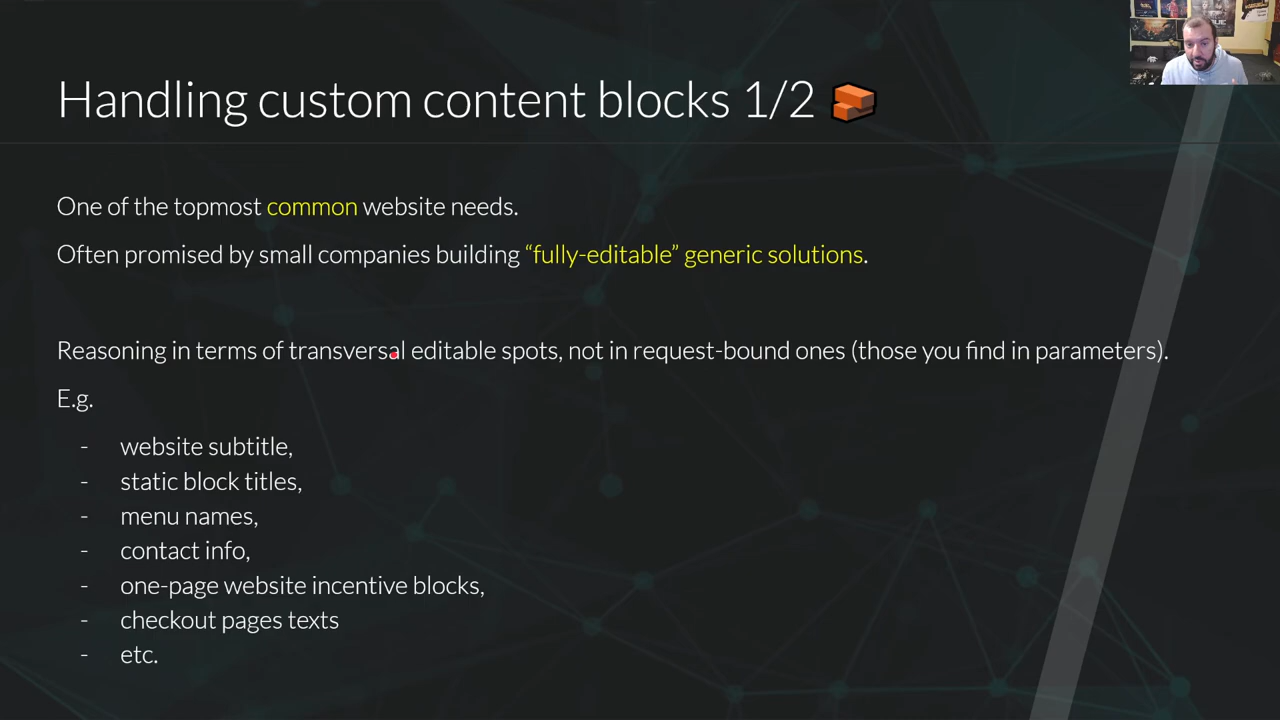 Handling custom content blocks 1/2
One of the topmost common website needs.
Often promised by small companies building “fully-editable” generic solutions.
Reasoning in terms of transversal editable spots, not in request-bound ones (those you find in parameters).
E.g.
- website subtitle,
- static block titles,
- menu names,
- contact info,
- one-page website incentive blocks,
- checkout pages texts
- etc.